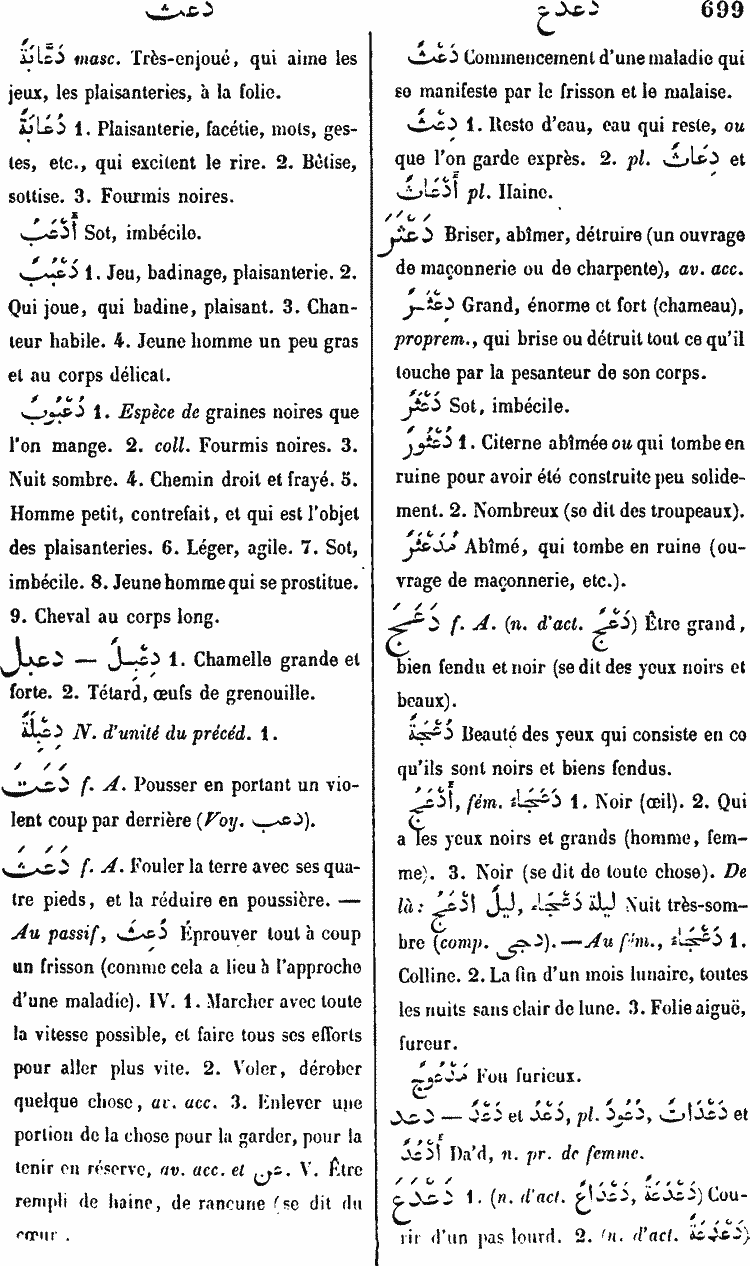 دعث
دعدع
699
دَعَّابَةٌ masc. Très-enjoué, qui aime les
jeux, les plaisanteries, à la folie.
دُعَابَةٌ 1. Plaisanterie, facétie, mots, ges-
tes, etc., qui excitent le rire. 2. Bêtise,
sottise. 3. Fourmis noires.
أَدْعَبُ Sot, imbécile.
دُعْبُبٌ 1. Jeu, badinage, plaisanterie. 2.
Qui joue, qui badine, plaisant. 3. Chan-
teur habile. 4. Jeune homme un peu gras
et au corps délicat.
دُعْبُوبٌ 1. Espèce de graines noires que
l'on mange. 2. coll. Fourmis noires. 3.
Nuit sombre. 4. Chemin droit et frayé. 5.
Homme petit, contrefait, et qui est l'objet
des plaisanteries. 6. Léger, agile. 7. Sot,
imbécile. 8. Jeune homme qui se prostitue.
9. Cheval au corps long.
دعبل — دِعْبِلٌ 1. Chamelle grande et
forte. 2. Tétard, œufs de grenouille.
دِعْبِلَةٌ N. d'unité du précéd. 1.
دَعَتَ f. A. Pousser en portant un vio-
lent coup par derrière (Voy. دعب).
دَعَثَ f. A. Fouler la terre avec ses qua-
tre pieds, et la réduire en poussière. —
Au passif, دُعِثَ Éprouver tout à coup
un frisson (comme cela a lieu à l'approche
d'une maladie). IV. 1. Marcher avec toute
la vitesse possible, et faire tous ses efforts
pour aller plus vite. 2. Voler, dérober
quelque chose, av. acc. 3. Enlever une
portion de la chose pour la garder, pour la
tenir en réserve, av. acc. et عن. V. Être
rempli de haine, de rancune (se dit du
cœur.
دَعْثٌ Commencement d'une maladie qui
se manifeste par le frisson et le malaise.
دِعْثٌ 1. Reste d'eau, eau qui reste, ou
que l'on garde exprès. 2. pl. دِعَاثٌ et
أَدْعَاثٌ pl. Haine.
دَعْثَرَ Briser, abîmer, détruire (un ouvrage
de maçonnerie ou de charpente), av. acc.
دِعَثْرٌ Grand, énorme et fort (chameau),
proprem., qui brise ou détruit tout ce qu'il
touche par la pesanteur de son corps.
دَعْثَرٌ Sot, imbécile.
دُعْثُورٌ 1. Citerne abîmée ou qui tombe en
ruine pour avoir été construite peu solide-
ment. 2. Nombreux (se dit des troupeaux).
مُدَعْثَرٌ Abîmé, qui tombe en ruine (ou-
vrage de maçonnerie, etc.).
دَعَجَ f. A. (n. d'act. دَعَجٌ) Être grand,
bien fendu et noir (se dit des yeux noirs et
beaux).
دُعْجَةٌ Beauté des yeux qui consiste en ce
qu'ils sont noirs et biens fendus.
أَدْعَجُ, fém. دَعْجَاءُ 1. Noir (œil). 2. Qui
a les yeux noirs et grands (homme, fem-
me). 3. Noir (se dit de toute chose). De
là: لَيْلٌ أَدْعَجُ, لَيْلَة دَعْجَاء Nuit très-som-
bre (comp. دجى). — Au fém., دَعْجَاءُ 1.
Colline. 2. La fin d'un mois lunaire, toutes
les nuits sans clair de lune. 3. Folie aiguë,
fureur.
مَدْعُوجٌ Fou furieux.
دعد — دَعْدُ et دَعْدٌ, pl. دُعُودٌ, دَعْدَاتٌ et
أَدْعُدٌ Da'd, n. pr. de femme.
دَعْدَعَ 1. (n. d'act. دَعْدَعَةٌ, دَعْدَاعٌ) Cou-
rir d'un pas lourd. 2. (n. d'act. دَعْدَعَةٌ)